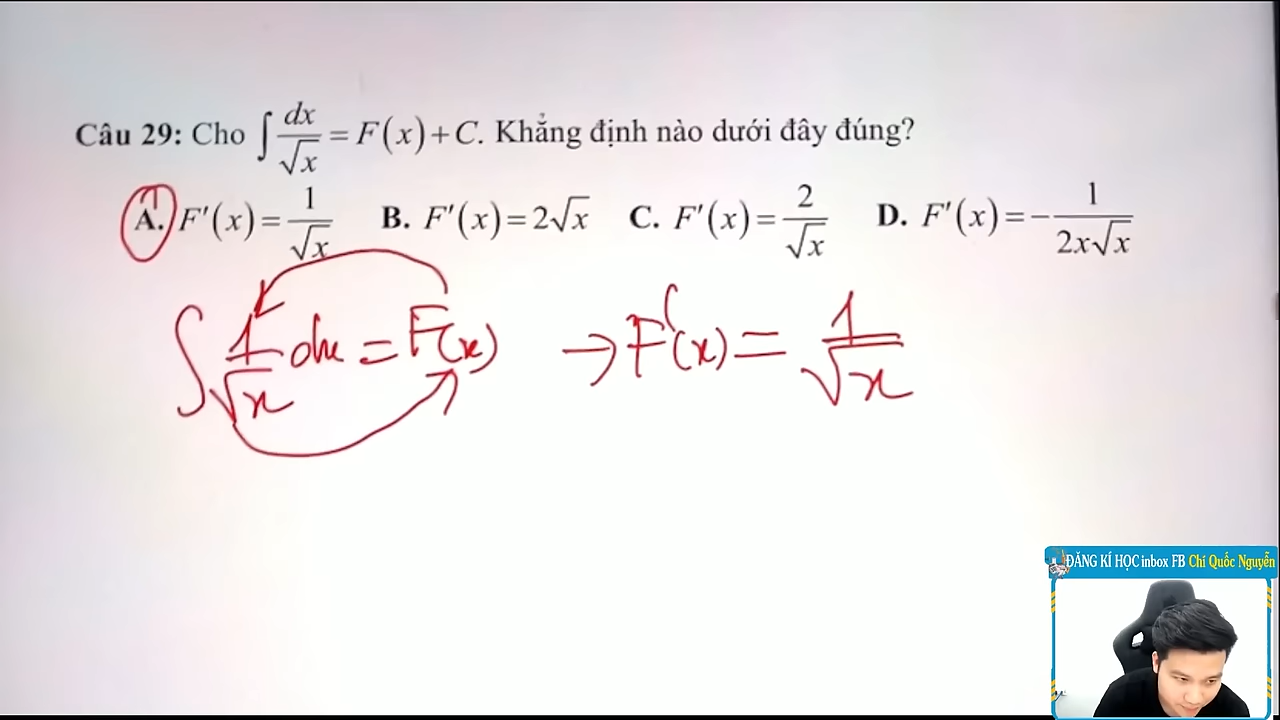 Câu 29: Cho ∫ dx/√x = F(x) + C. Khẳng định nào dưới đây đúng?
A. F'(x) = 1/√x B. F'(x) = 2√x C. F'(x) = 2/√x D. F'(x) = −1/(2x√x)
∫ 1/√x dx = F(x) → F'(x) = 1/√x
ĐĂNG KÍ HỌC inbox FB Chí Quốc Nguyễn